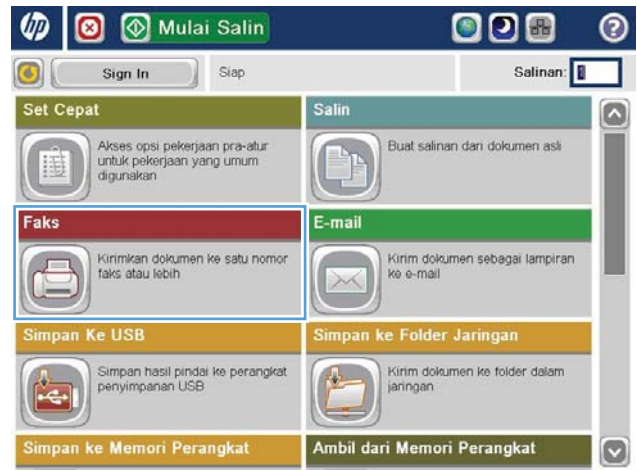 hp Mulai Salin ?
Sign In Siap Salinan: 1
Set Cepat
Akses opsi pekerjaan pra-atur
untuk pekerjaan yang umum
digunakan
Salin
Buat salinan dari dokumen asli
Faks
Kirimkan dokumen ke satu nomor
faks atau lebih
E-mail
Kirim dokumen sebagai lampiran
ke e-mail
Simpan Ke USB
Simpan hasil pindai ke perangkat
penyimpanan USB
Simpan ke Folder Jaringan
Kirim dokumen ke folder dalam
jaringan
Simpan ke Memori Perangkat
Ambil dari Memori Perangkat